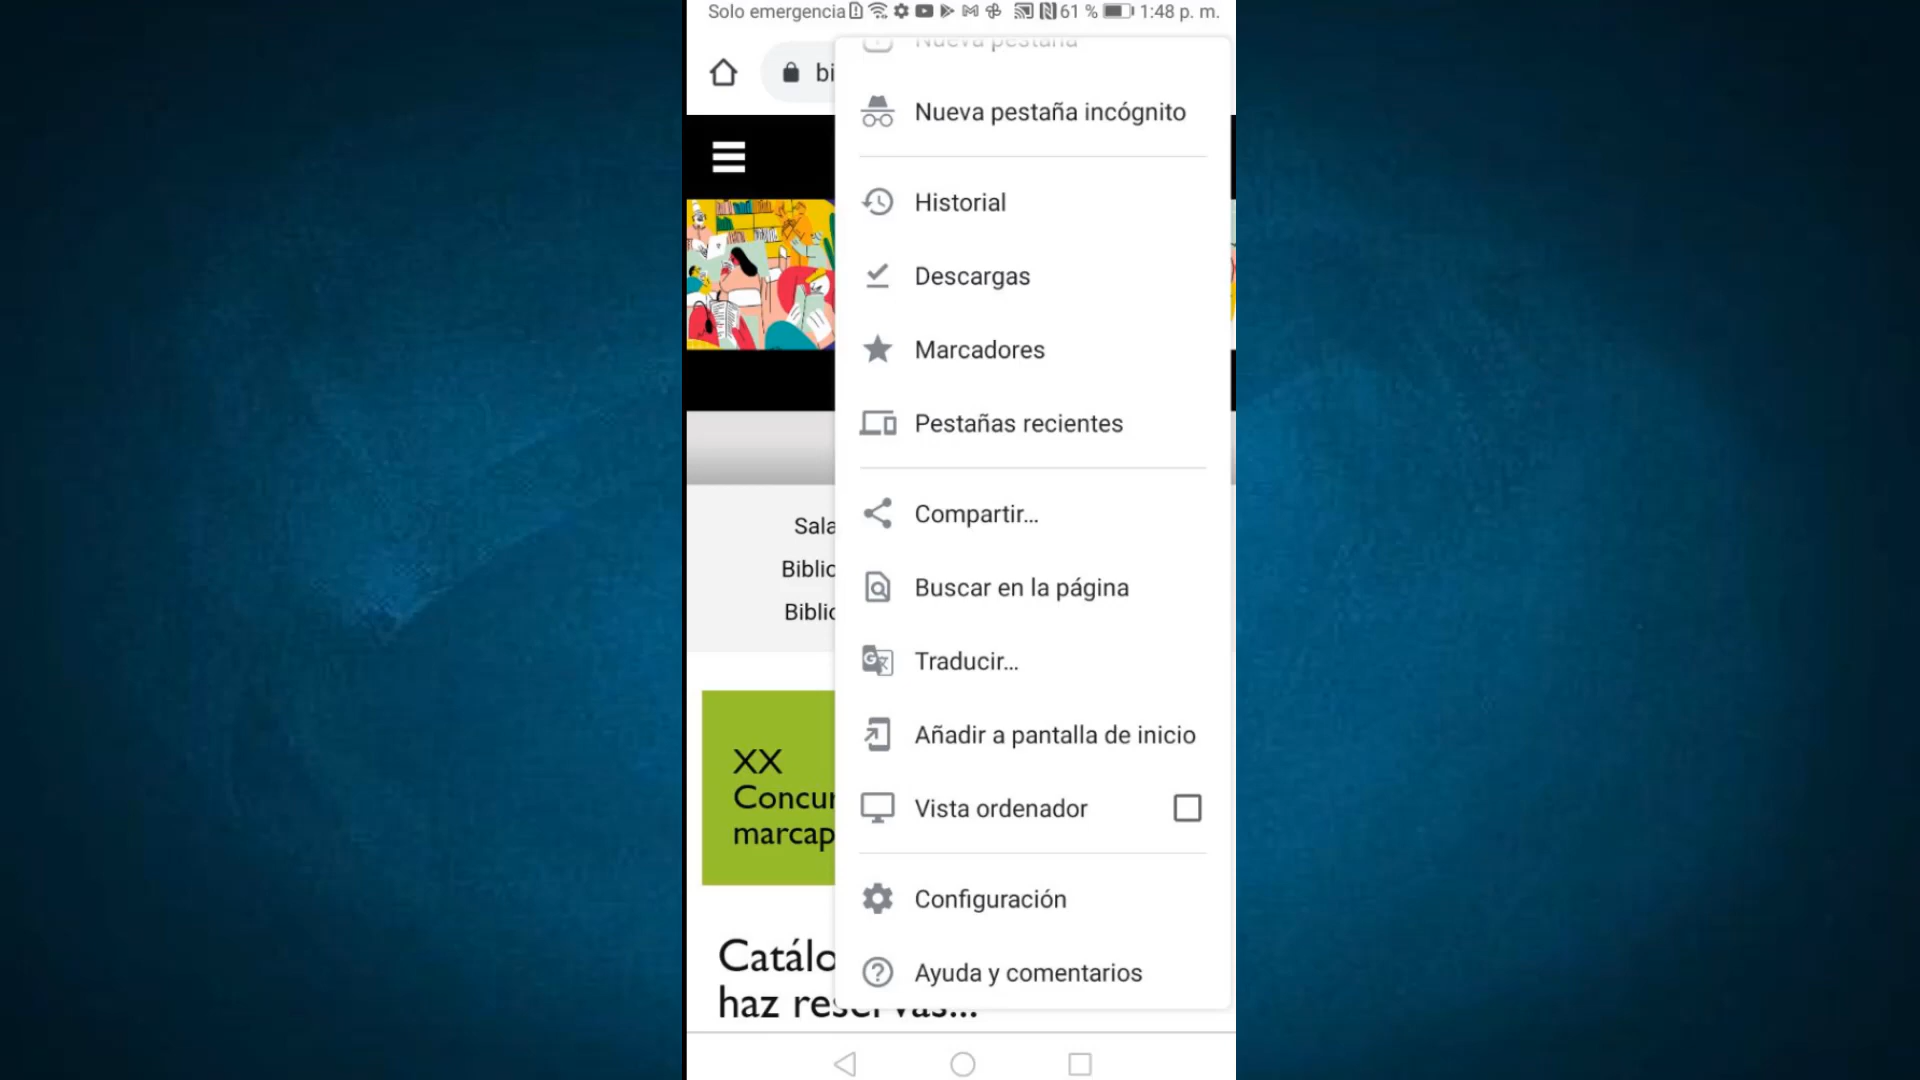 Solo emergencia 61 % 1:48 p. m.
bi
Nueva pestaña
Nueva pestaña incógnito
Historial
Descargas
Marcadores
Pestañas recientes
Compartir...
Sala
Buscar en la página
Biblio
Biblio
Traducir...
Añadir a pantalla de inicio
XX
Concur
marcap
Vista ordenador
Configuración
Catálo
Ayuda y comentarios
haz reservas...